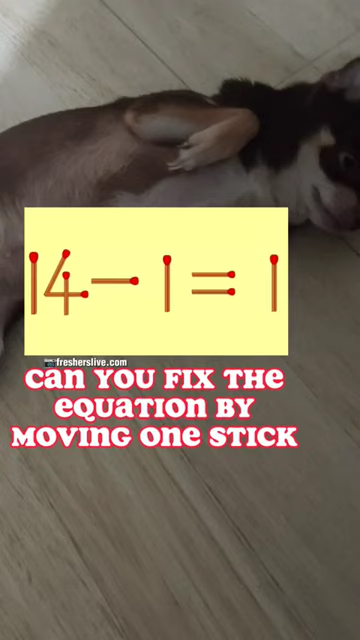 14-1=1
📷fresherslive.com
CAN YOU FIX THE
EQUATION BY
MOVING ONE STICK